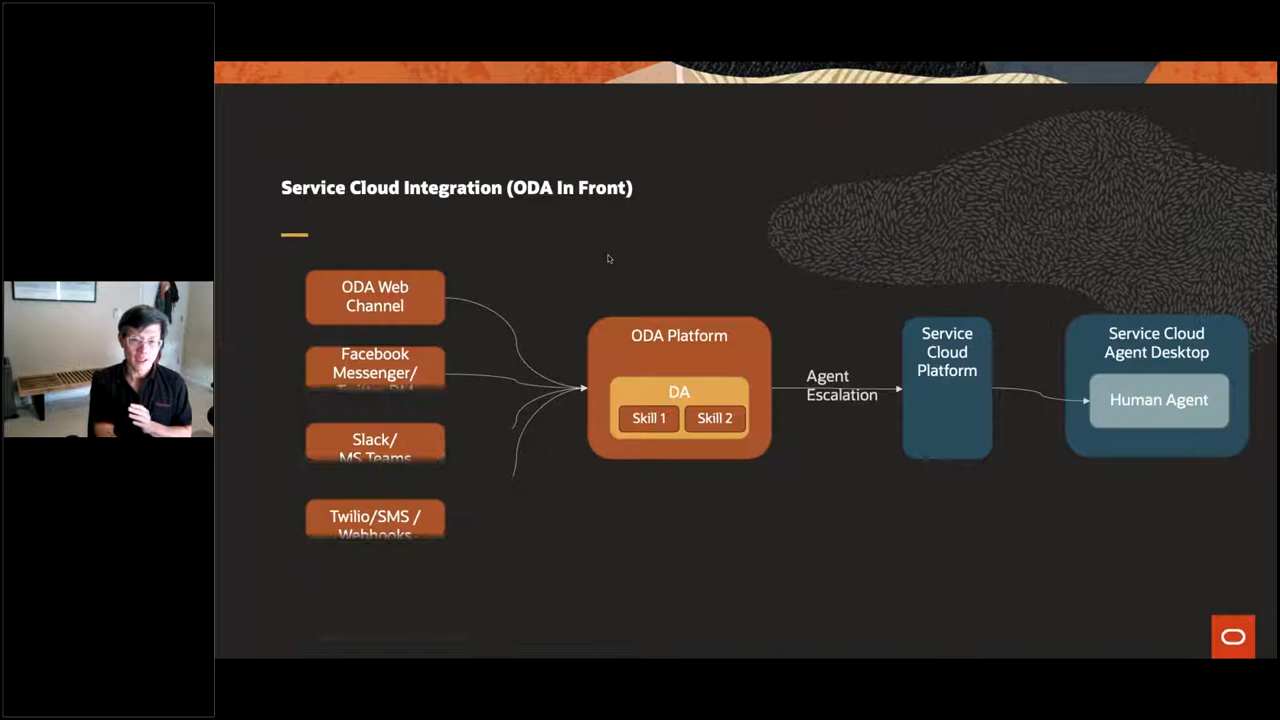 Service Cloud Integration (ODA In Front)
ODA Web
Channel
Facebook
Messenger/
Slack/
MS Teams
Twilio/SMS /
Webhooks
ODA Platform
DA
Skill 1
Skill 2
Agent
Escalation
Service
Cloud
Platform
Service Cloud
Agent Desktop
Human Agent